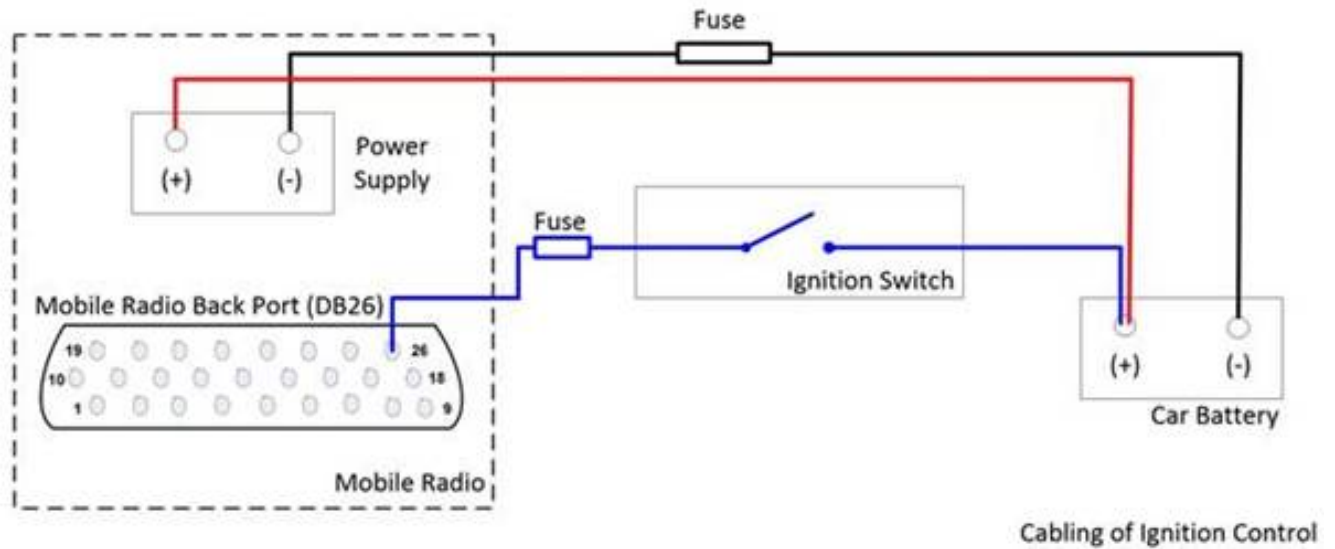 Fuse
Power
Supply
(+)
(-)
Fuse
Ignition Switch
Mobile Radio Back Port (DB26)
19
26
10
18
1
9
(+)
(-)
Car Battery
Mobile Radio
Cabling of Ignition Control